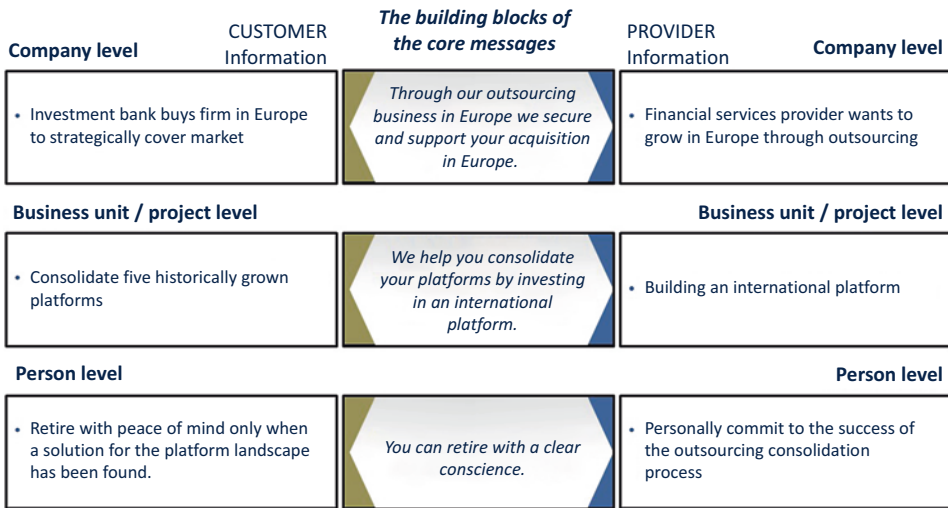 The building blocks of
the core messages
CUSTOMER
Information
PROVIDER
Information
Company level
Company level
• Investment bank buys firm in Europe
to strategically cover market
Through our outsourcing
business in Europe we secure
and support your acquisition
in Europe.
• Financial services provider wants to
grow in Europe through outsourcing
Business unit / project level
Business unit / project level
• Consolidate five historically grown
platforms
We help you consolidate
your platforms by investing
in an international
platform.
• Building an international platform
Person level
Person level
• Retire with peace of mind only when
a solution for the platform landscape
has been found.
You can retire with a clear
conscience.
• Personally commit to the success of
the outsourcing consolidation
process